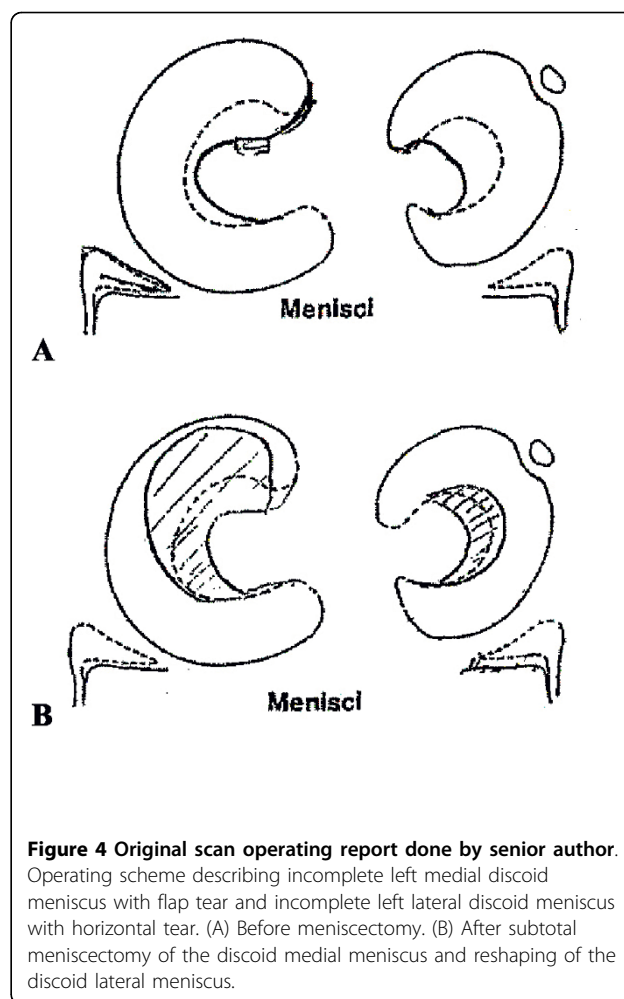 Menisci
A
Menisci
B
Figure 4 Original scan operating report done by senior author.
Operating scheme describing incomplete left medial discoid
meniscus with flap tear and incomplete left lateral discoid meniscus
with horizontal tear. (A) Before meniscectomy. (B) After subtotal
meniscectomy of the discoid medial meniscus and reshaping of the
discoid lateral meniscus.